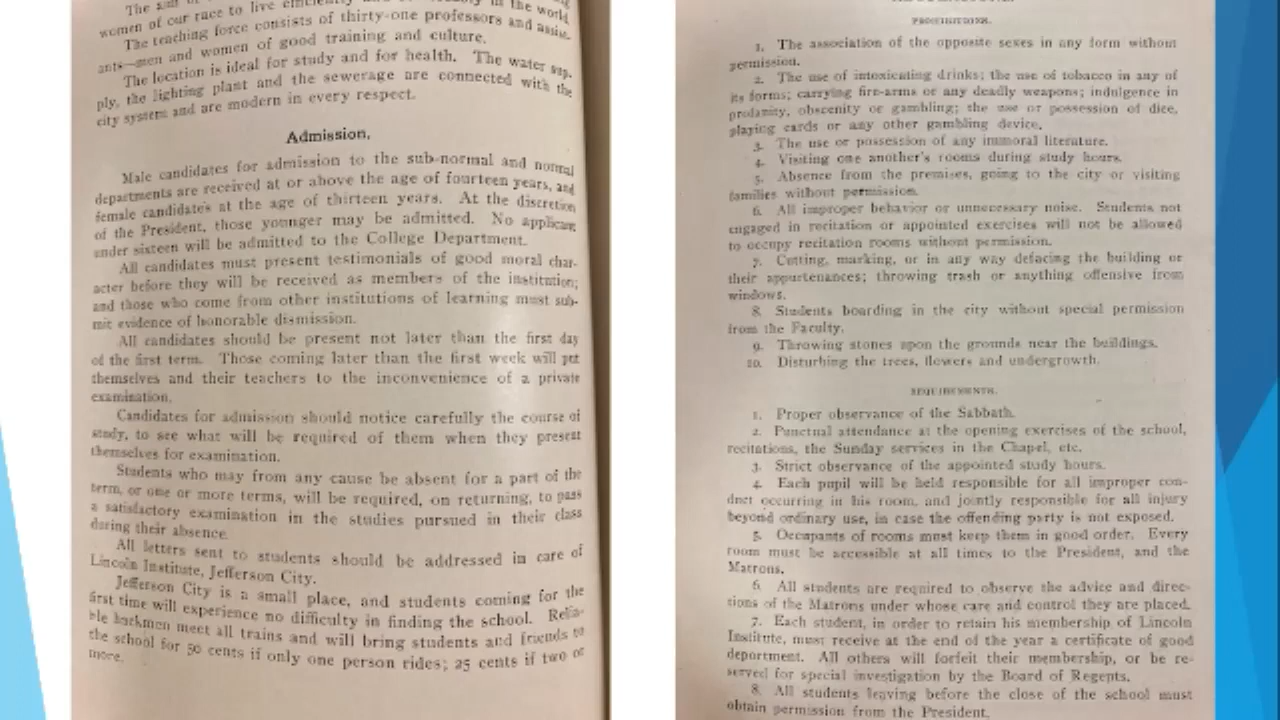 The aim of
women of our race to live efficiently and in the world.
The teaching force consists of thirty-one professors and assist-
ants—men and women of good training and culture.
The location is ideal for study and for health. The water sup-
ply, the lighting plant and the sewerage are connected with the
city system and are modern in every respect.
Admission.
Male candidates for admission to the sub-normal and normal
departments are received at or above the age of fourteen years, and
female candidates at the age of thirteen years. At the discretion
of the President, those younger may be admitted. No applicant
under sixteen will be admitted to the College Department.
All candidates must present testimonials of good moral char-
acter before they will be received as members of the institution;
and those who come from other institutions of learning must sub-
mit evidence of honorable dismission.
All candidates should be present not later than the first day
of the first term. Those coming later than the first week will put
themselves and their teachers to the inconvenience of a private
examination.
Candidates for admission should notice carefully the course of
study, to see what will be required of them when they present
themselves for examination.
Students who may from any cause be absent for a part of the
term, or one or more terms, will be required, on returning, to pass
a satisfactory examination in the studies pursued in their class
during their absence.
All letters sent to students should be addressed in care of
Lincoln Institute, Jefferson City.
Jefferson City is a small place, and students coming for the
first time will experience no difficulty in finding the school. Relia-
ble hackmen meet all trains and will bring students and friends to
the school for 50 cents if only one person rides; 25 cents if two or
more.
PROHIBITIONS.
1. The association of the opposite sexes in any form without
permission.
2. The use of intoxicating drinks; the use of tobacco in any of
its forms; carrying fire-arms or any deadly weapons; indulgence in
profanity, obscenity or gambling; the use or possession of dice,
playing cards or any other gambling device.
3. The use or possession of any immoral literature.
4. Visiting one another's rooms during study hours.
5. Absence from the premises, going to the city or visiting
families without permission.
6. All improper behavior or unnecessary noise. Students not
engaged in recitation or appointed exercises will not be allowed
to occupy recitation rooms without permission.
7. Cutting, marking, or in any way defacing the building or
their appurtenances; throwing trash or anything offensive from
windows.
8. Students boarding in the city without special permission
from the Faculty.
9. Throwing stones upon the grounds near the buildings.
10. Disturbing the trees, flowers and undergrowth.
REQUIREMENTS.
1. Proper observance of the Sabbath.
2. Punctual attendance at the opening exercises of the school,
recitations, the Sunday services in the Chapel, etc.
3. Strict observance of the appointed study hours.
4. Each pupil will be held responsible for all improper con-
duct occurring in his room, and jointly responsible for all injury
beyond ordinary use, in case the offending party is not exposed.
5. Occupants of rooms must keep them in good order. Every
room must be accessible at all times to the President, and the
Matrons.
6. All students are required to observe the advice and direc-
tions of the Matrons under whose care and control they are placed.
7. Each student, in order to retain his membership of Lincoln
Institute, must receive at the end of the year a certificate of good
department. All others will forfeit their membership, or be re-
served for special investigation by the Board of Regents.
8. All students leaving before the close of the school must
obtain permission from the President.